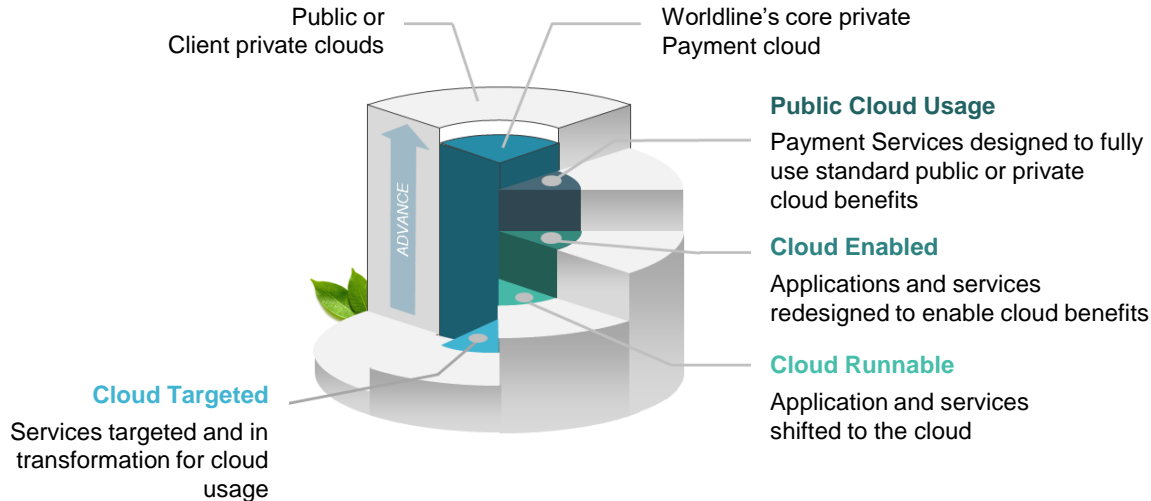 Public or
Client private clouds
Worldline's core private
Payment cloud
Public Cloud Usage
Payment Services designed to fully
use standard public or private
cloud benefits
ADVANCE
Cloud Enabled
Applications and services
redesigned to enable cloud benefits
Cloud Runnable
Application and services
shifted to the cloud
Cloud Targeted
Services targeted and in
transformation for cloud
usage